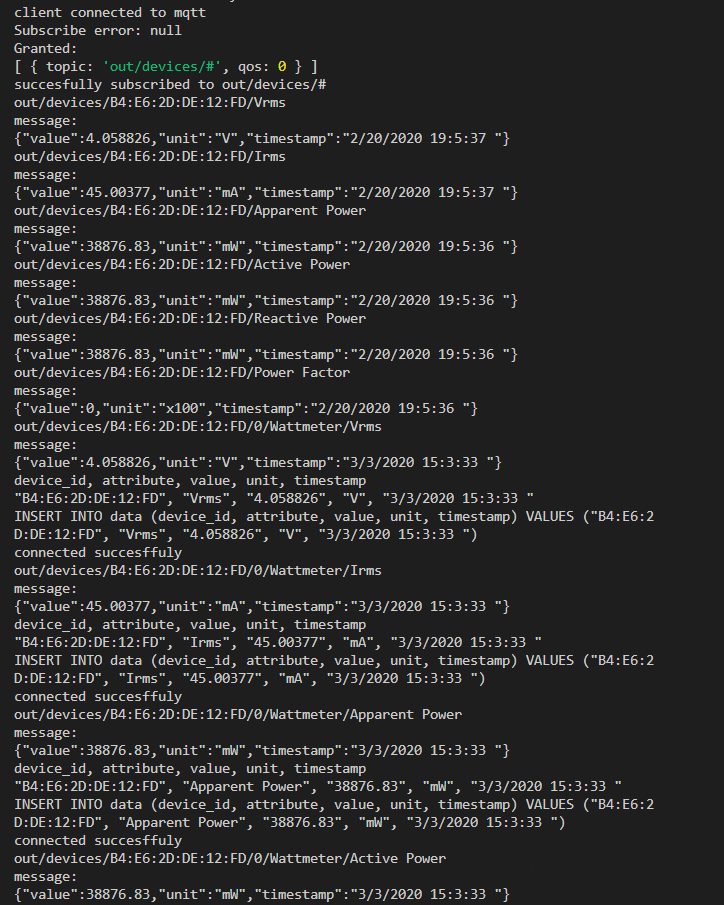 client connected to mqtt
Subscribe error: null
Granted:
[ { topic: 'out/devices/#', qos: 0 } ]
succesfully subscribed to out/devices/#
out/devices/B4:E6:2D:DE:12:FD/Vrms
message:
{"value":4.058826,"unit":"V","timestamp":"2/20/2020 19:5:37 "}
out/devices/B4:E6:2D:DE:12:FD/Irms
message:
{"value":45.00377,"unit":"mA","timestamp":"2/20/2020 19:5:37 "}
out/devices/B4:E6:2D:DE:12:FD/Apparent Power
message:
{"value":38876.83,"unit":"mW","timestamp":"2/20/2020 19:5:36 "}
out/devices/B4:E6:2D:DE:12:FD/Active Power
message:
{"value":38876.83,"unit":"mW","timestamp":"2/20/2020 19:5:36 "}
out/devices/B4:E6:2D:DE:12:FD/Reactive Power
message:
{"value":38876.83,"unit":"mW","timestamp":"2/20/2020 19:5:36 "}
out/devices/B4:E6:2D:DE:12:FD/Power Factor
message:
{"value":0,"unit":"x100","timestamp":"2/20/2020 19:5:36 "}
out/devices/B4:E6:2D:DE:12:FD/0/Wattmeter/Vrms
message:
{"value":4.058826,"unit":"V","timestamp":"3/3/2020 15:3:33 "}
device_id, attribute, value, unit, timestamp
"B4:E6:2D:DE:12:FD", "Vrms", "4.058826", "V", "3/3/2020 15:3:33 "
INSERT INTO data (device_id, attribute, value, unit, timestamp) VALUES ("B4:E6:2
D:DE:12:FD", "Vrms", "4.058826", "V", "3/3/2020 15:3:33 ")
connected succesffuly
out/devices/B4:E6:2D:DE:12:FD/0/Wattmeter/Irms
message:
{"value":45.00377,"unit":"mA","timestamp":"3/3/2020 15:3:33 "}
device_id, attribute, value, unit, timestamp
"B4:E6:2D:DE:12:FD", "Irms", "45.00377", "mA", "3/3/2020 15:3:33 "
INSERT INTO data (device_id, attribute, value, unit, timestamp) VALUES ("B4:E6:2
D:DE:12:FD", "Irms", "45.00377", "mA", "3/3/2020 15:3:33 ")
connected succesffuly
out/devices/B4:E6:2D:DE:12:FD/0/Wattmeter/Apparent Power
message:
{"value":38876.83,"unit":"mW","timestamp":"3/3/2020 15:3:33 "}
device_id, attribute, value, unit, timestamp
"B4:E6:2D:DE:12:FD", "Apparent Power", "38876.83", "mW", "3/3/2020 15:3:33 "
INSERT INTO data (device_id, attribute, value, unit, timestamp) VALUES ("B4:E6:2
D:DE:12:FD", "Apparent Power", "38876.83", "mW", "3/3/2020 15:3:33 ")
connected succesffuly
out/devices/B4:E6:2D:DE:12:FD/0/Wattmeter/Active Power
message:
{"value":38876.83,"unit":"mW","timestamp":"3/3/2020 15:3:33 "}